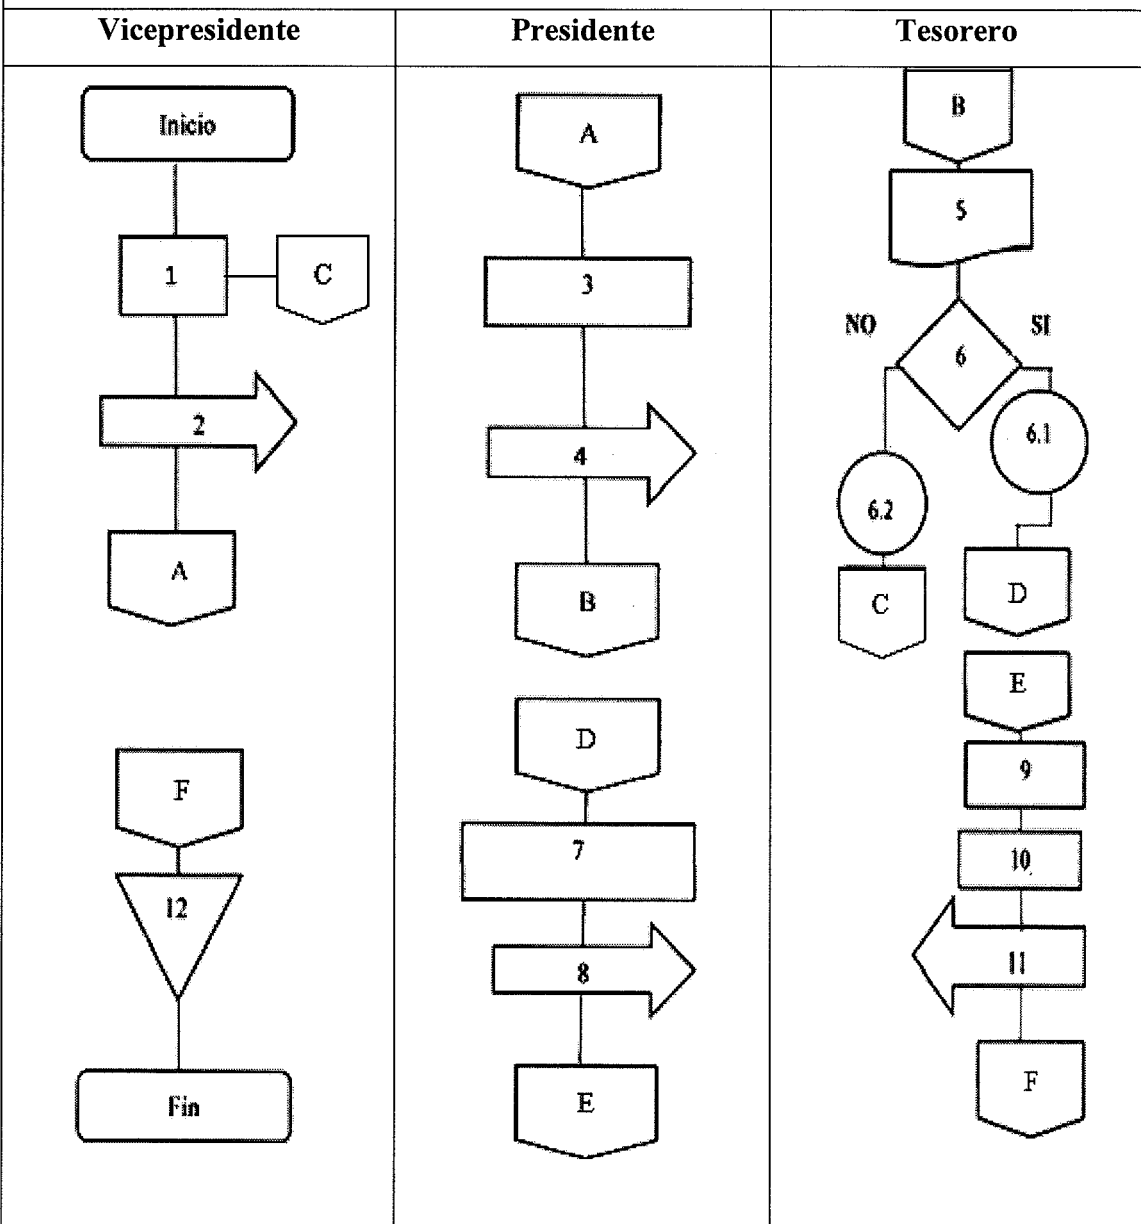 Vicepresidente
Presidente
Tesorero
Inicio
1
C
2
A
F
12
Fin
A
3
4
B
D
7
8
E
B
5
NO
SI
6
6.1
6.2
C
D
E
9
10
11
F